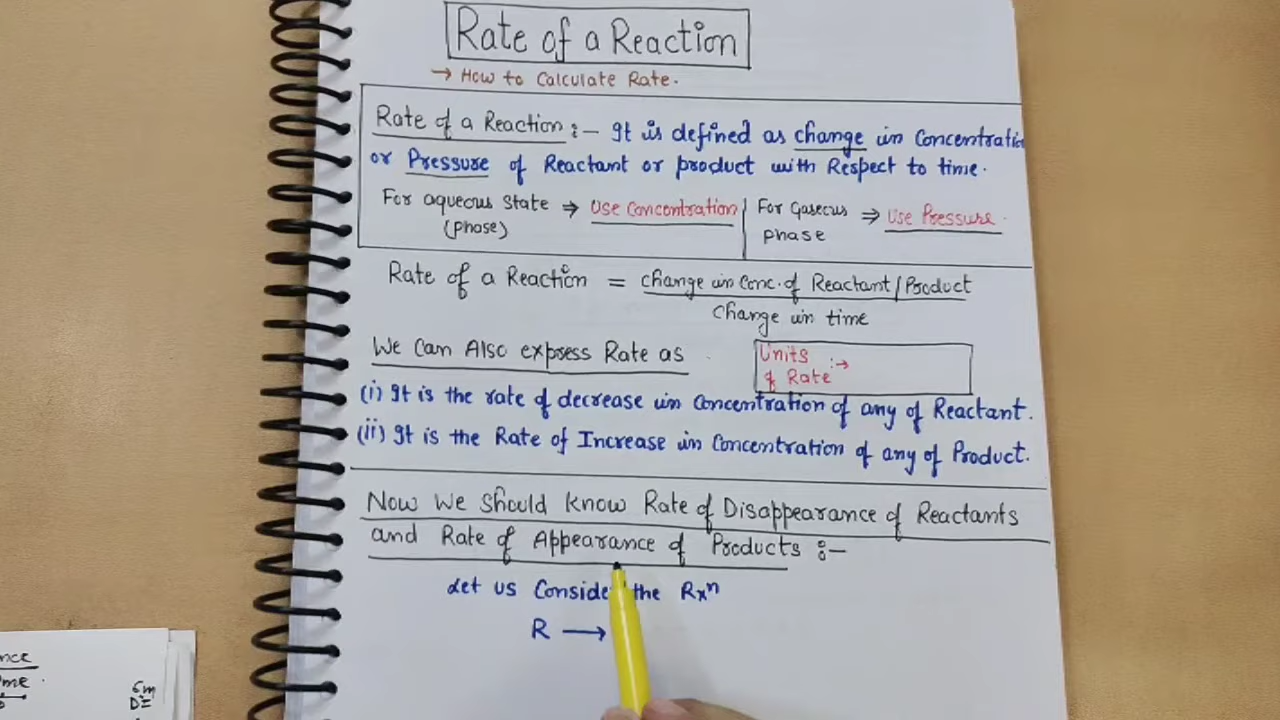 Rate of a Reaction
→ How to Calculate Rate.
Rate of a Reaction :- It is defined as change in Concentratio
or Pressure of Reactant or product with Respect to time.
For aqueous State ⇒ Use Concentration
(phase)
For Gaseous ⇒ Use Pressure.
phase
Rate of a Reaction = change in Conc. of Reactant/Product
Change in time
We Can Also express Rate as
Units :→
of Rate
(i) It is the rate of decrease in Concentration of any of Reactant.
(ii) It is the Rate of Increase in Concentration of any of Product.
Now We Should know Rate of Disappearance of Reactants
and Rate of Appearance of Products :-
Let us Conside the Rxⁿ
R →
nce
me.
6m
D=